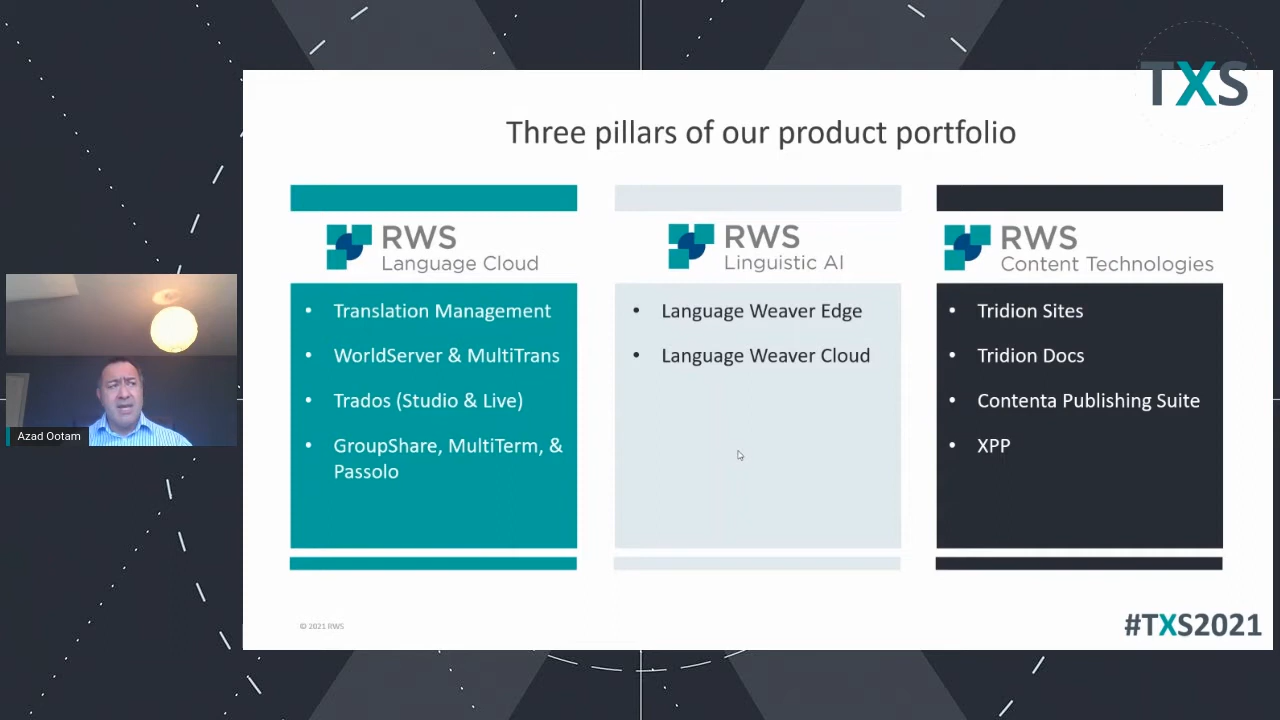 TXS
Three pillars of our product portfolio
RWS
Language Cloud
• Translation Management
• WorldServer & MultiTrans
• Trados (Studio & Live)
• GroupShare, MultiTerm, &
Passolo
RWS
Linguistic AI
• Language Weaver Edge
• Language Weaver Cloud
RWS
Content Technologies
• Tridion Sites
• Tridion Docs
• Contenta Publishing Suite
• XPP
Azad Ootam
© 2021 RWS
#TXS2021